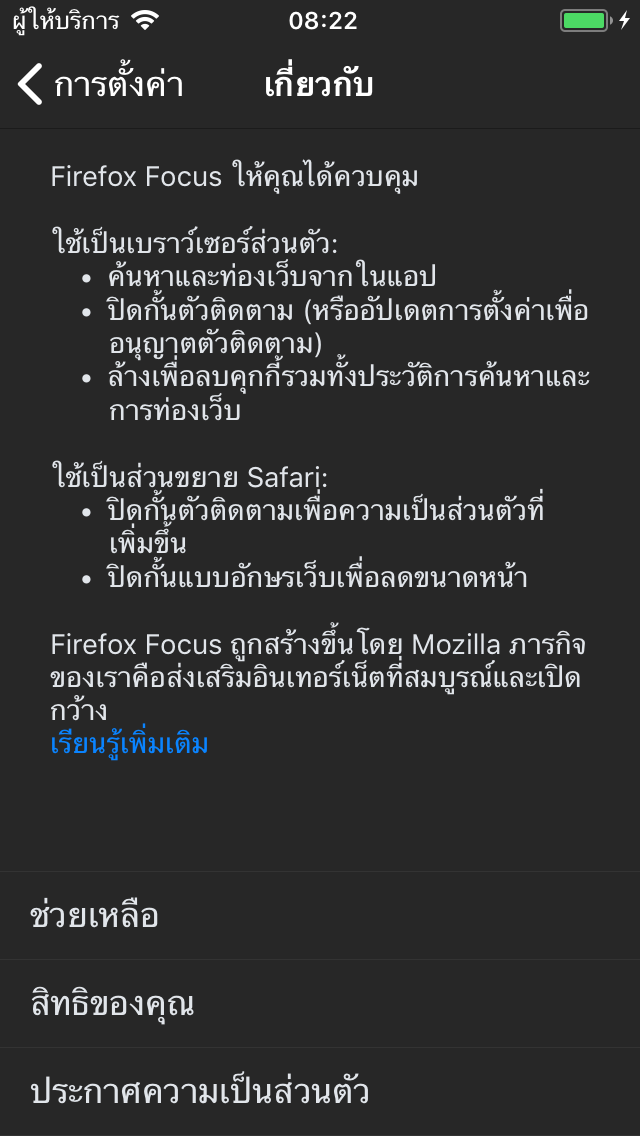 ผู้ให้บริการ 08:22
การตั้งค่า เกี่ยวกับ
Firefox Focus ให้คุณได้ควบคุม
ใช้เป็นเบราว์เซอร์ส่วนตัว:
• ค้นหาและท่องเว็บจากในแอป
• ปิดกั้นตัวติดตาม (หรืออัปเดตการตั้งค่าเพื่อ
อนุญาตตัวติดตาม)
• ล้างเพื่อลบคุกกี้รวมทั้งประวัติการค้นหาและ
การท่องเว็บ
ใช้เป็นส่วนขยาย Safari:
• ปิดกั้นตัวติดตามเพื่อความเป็นส่วนตัวที่
เพิ่มขึ้น
• ปิดกั้นแบบอักษรเว็บเพื่อลดขนาดหน้า
Firefox Focus ถูกสร้างขึ้นโดย Mozilla ภารกิจ
ของเราคือส่งเสริมอินเทอร์เน็ตที่สมบูรณ์และเปิด
กว้าง
เรียนรู้เพิ่มเติม
ช่วยเหลือ
สิทธิของคุณ
ประกาศความเป็นส่วนตัว